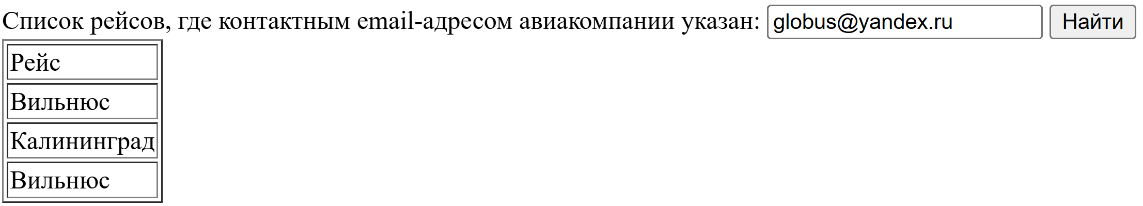 Список рейсов, где контактным email-адресом авиакомпании указан: globus@yandex.ru Найти
Рейс
Вильнюс
Калининград
Вильнюс